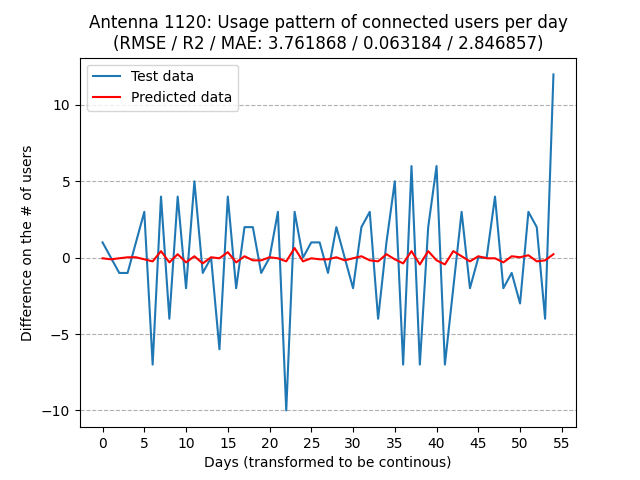 Antenna 1120: Usage pattern of connected users per day
(RMSE / R2 / MAE: 3.761868 / 0.063184 / 2.846857)
Test data
Predicted data
Difference on the # of users
10
5
0
−5
−10
0 5 10 15 20 25 30 35 40 45 50 55
Days (transformed to be continous)